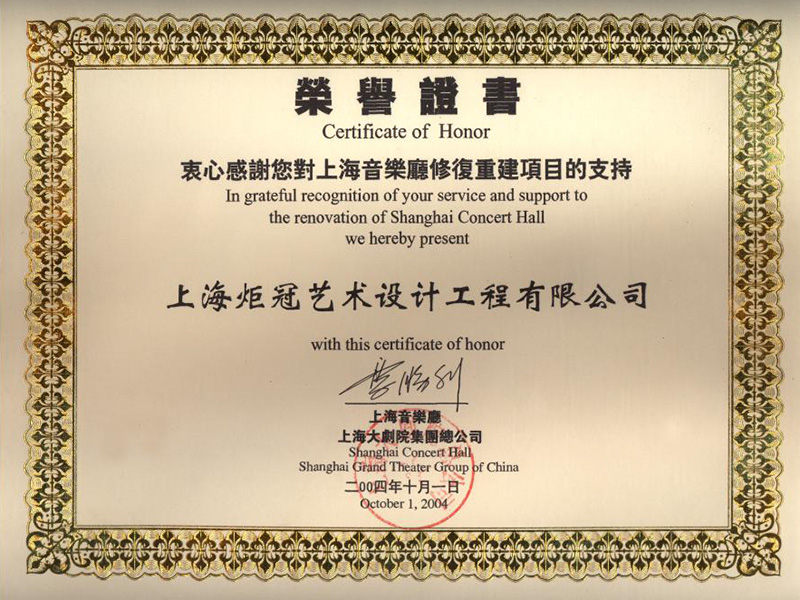 榮譽證書
Certificate of Honor
衷心感謝您對上海音樂廳修復重建項目的支持
In grateful recognition of your service and support to
the renovation of Shanghai Concert Hall
we hereby present
上海炬冠艺术设计工程有限公司
with this certificate of honor
上海音樂廳
上海大劇院集團總公司
Shanghai Concert Hall
Shanghai Grand Theater Group of China
二00四年十月一日
October 1, 2004